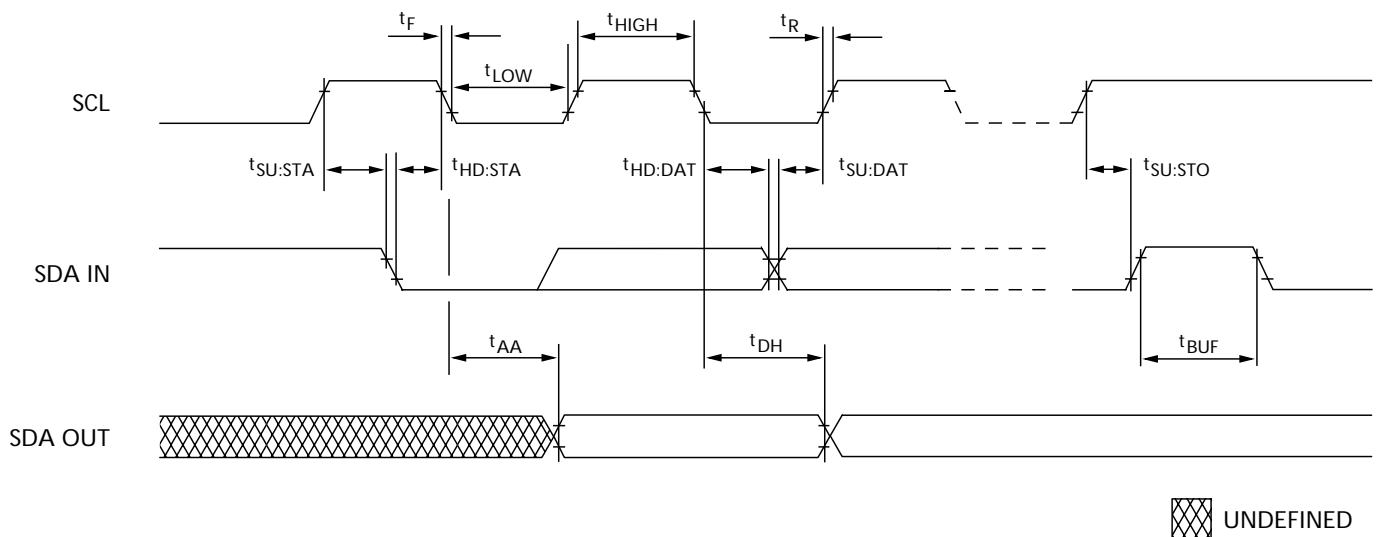 tF
tHIGH
tR
tLOW
SCL
tSU:STA
tHD:STA
tHD:DAT
tSU:DAT
tSU:STO
SDA IN
tAA
tDH
tBUF
SDA OUT
UNDEFINED